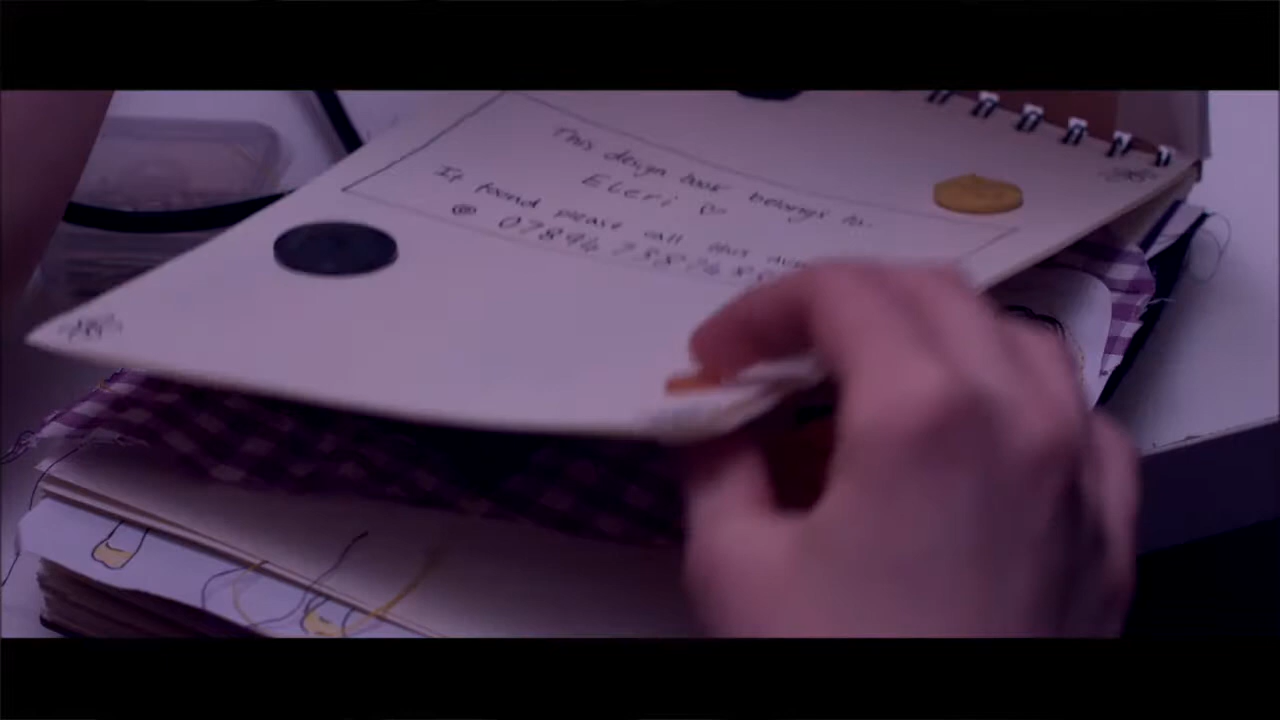 This design book belongs to..
Eleri ♡
If found please call this